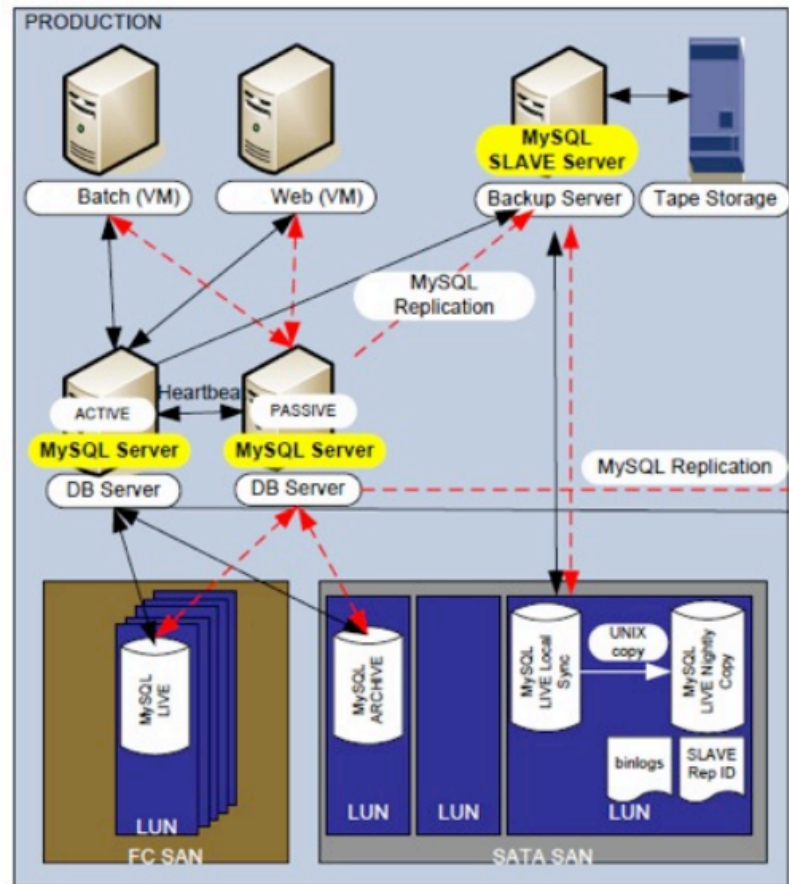 PRODUCTION
MySQL
SLAVE Server
Batch (VM)
Web (VM)
Backup Server
Tape Storage
MySQL
Replication
Heartbea
ACTIVE
PASSIVE
MySQL Server
MySQL Server
DB Server
DB Server
MySQL Replication
MySQL
LIVE
LUN
FC SAN
MySQL
ARCHIVE
LUN
LUN
MySQL
LIVE Local
Sync
UNIX
copy
MySQL
LIVE Nightly
Copy
binlogs
SLAVE
Rep ID
LUN
SATA SAN